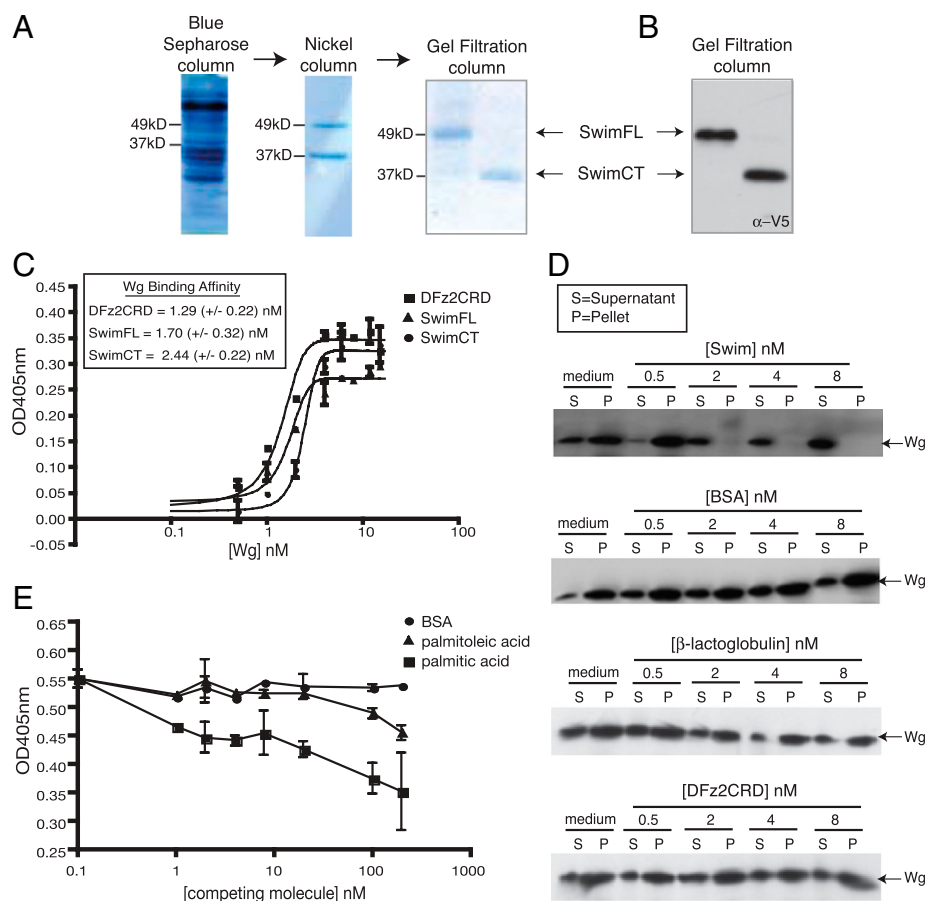 A
Blue
Sepharose
column
Nickel
column
Gel Filtration
column
49kD
37kD
49kD
37kD
49kD
37kD
SwimFL
SwimCT
B
Gel Filtration
column
α–V5
C
Wg Binding Affinity
DFz2CRD = 1.29 (+/- 0.22) nM
SwimFL = 1.70 (+/- 0.32) nM
SwimCT = 2.44 (+/- 0.22) nM
DFz2CRD
SwimFL
SwimCT
OD405nm
0.45
0.40
0.35
0.30
0.25
0.20
0.15
0.10
0.05
0.00
-0.05
0.1
1
10
100
[Wg] nM
D
S=Supernatant
P=Pellet
[Swim] nM
medium 0.5 2 4 8
S P S P S P S P S P
Wg
[BSA] nM
medium 0.5 2 4 8
S P S P S P S P S P
Wg
[β-lactoglobulin] nM
medium 0.5 2 4 8
S P S P S P S P S P
Wg
[DFz2CRD] nM
medium 0.5 2 4 8
S P S P S P S P S P
Wg
E
BSA
palmitoleic acid
palmitic acid
OD405nm
0.65
0.60
0.55
0.50
0.45
0.40
0.35
0.30
0.25
0.1
1
10
100
1000
[competing molecule] nM